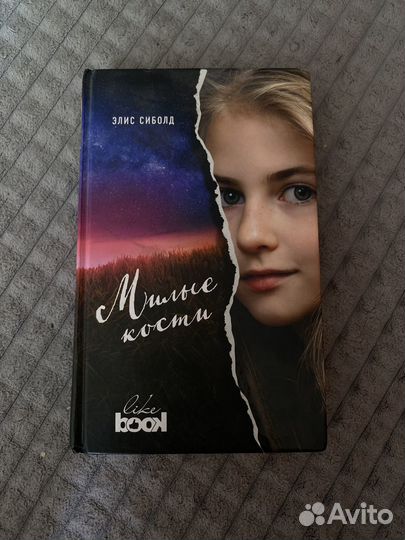 ЭЛИС СИБОЛД
Милые
кости
like
book
Avito